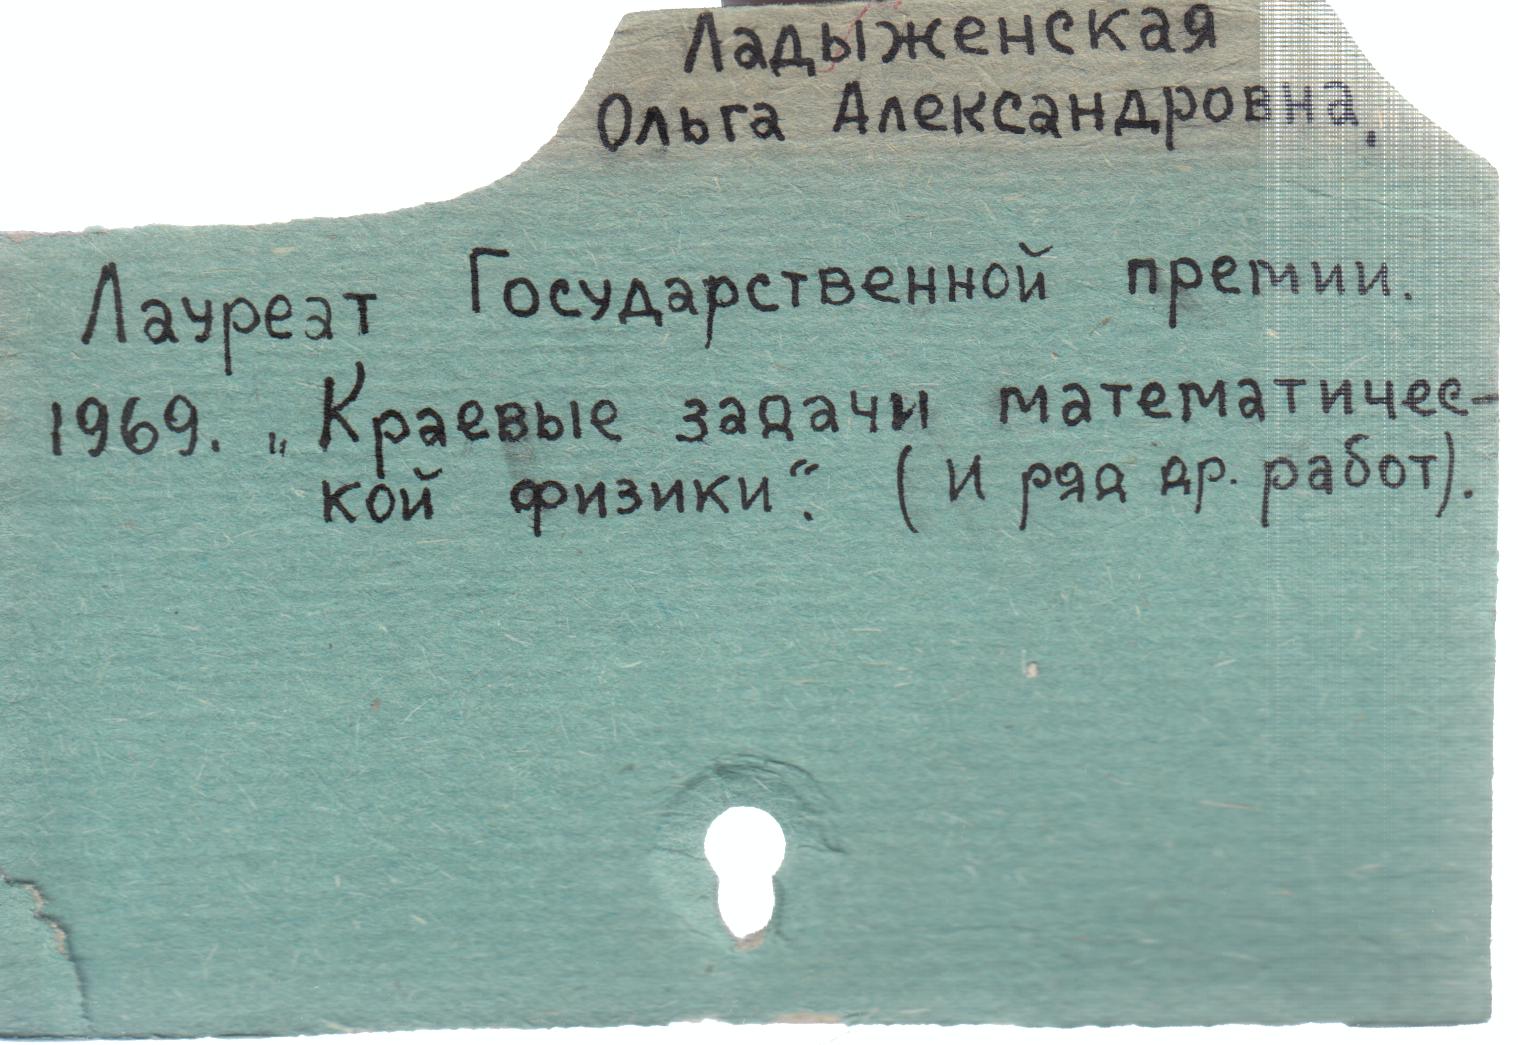 Ладыженская
Ольга Александровна.
Лауреат Государственной премии.
1969. „Краевые задачи математичес-
кой физики“. (И ряд др. работ).